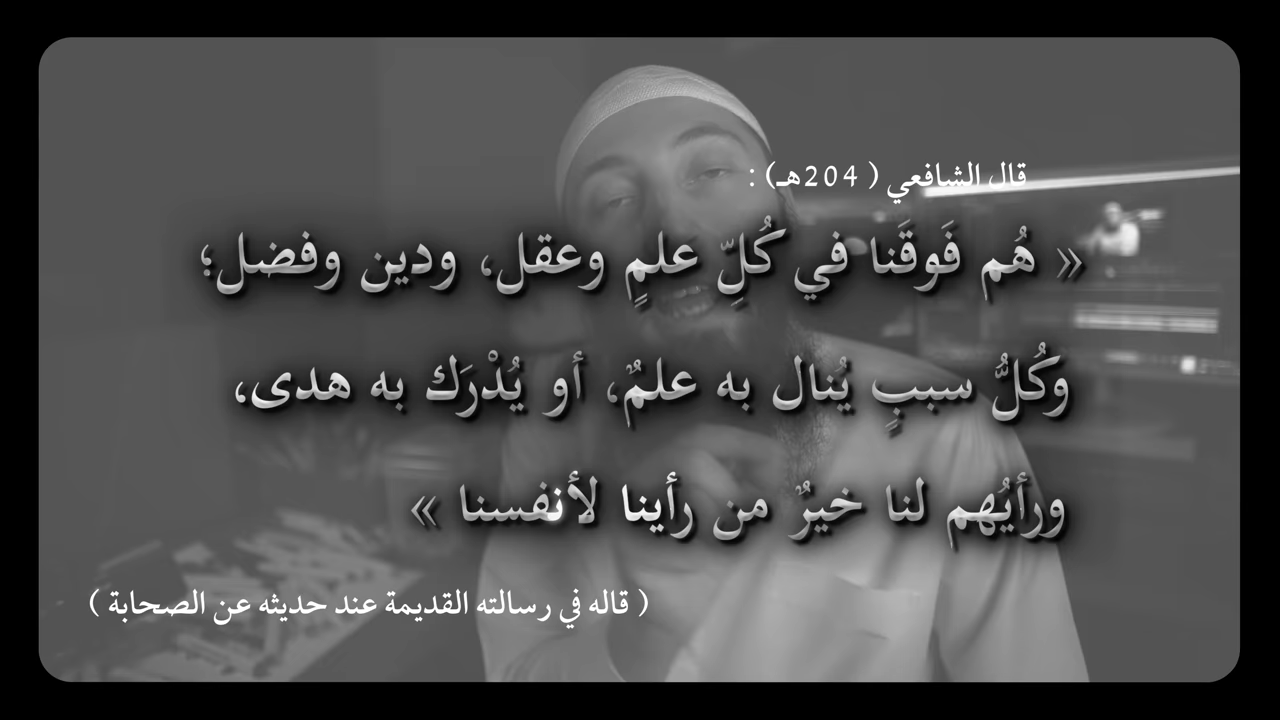 قال الشافعي ( 204هـ) :
« هُم فَوقَنا في كُلِّ علمٍ وعقل، ودين وفضل؛
وكُلُّ سببٍ يُنال به علمٌ، أو يُدْرَك به هدى،
ورأيُهم لنا خيرٌ من رأينا لأنفسنا »
( قاله في رسالته القديمة عند حديثه عن الصحابة )